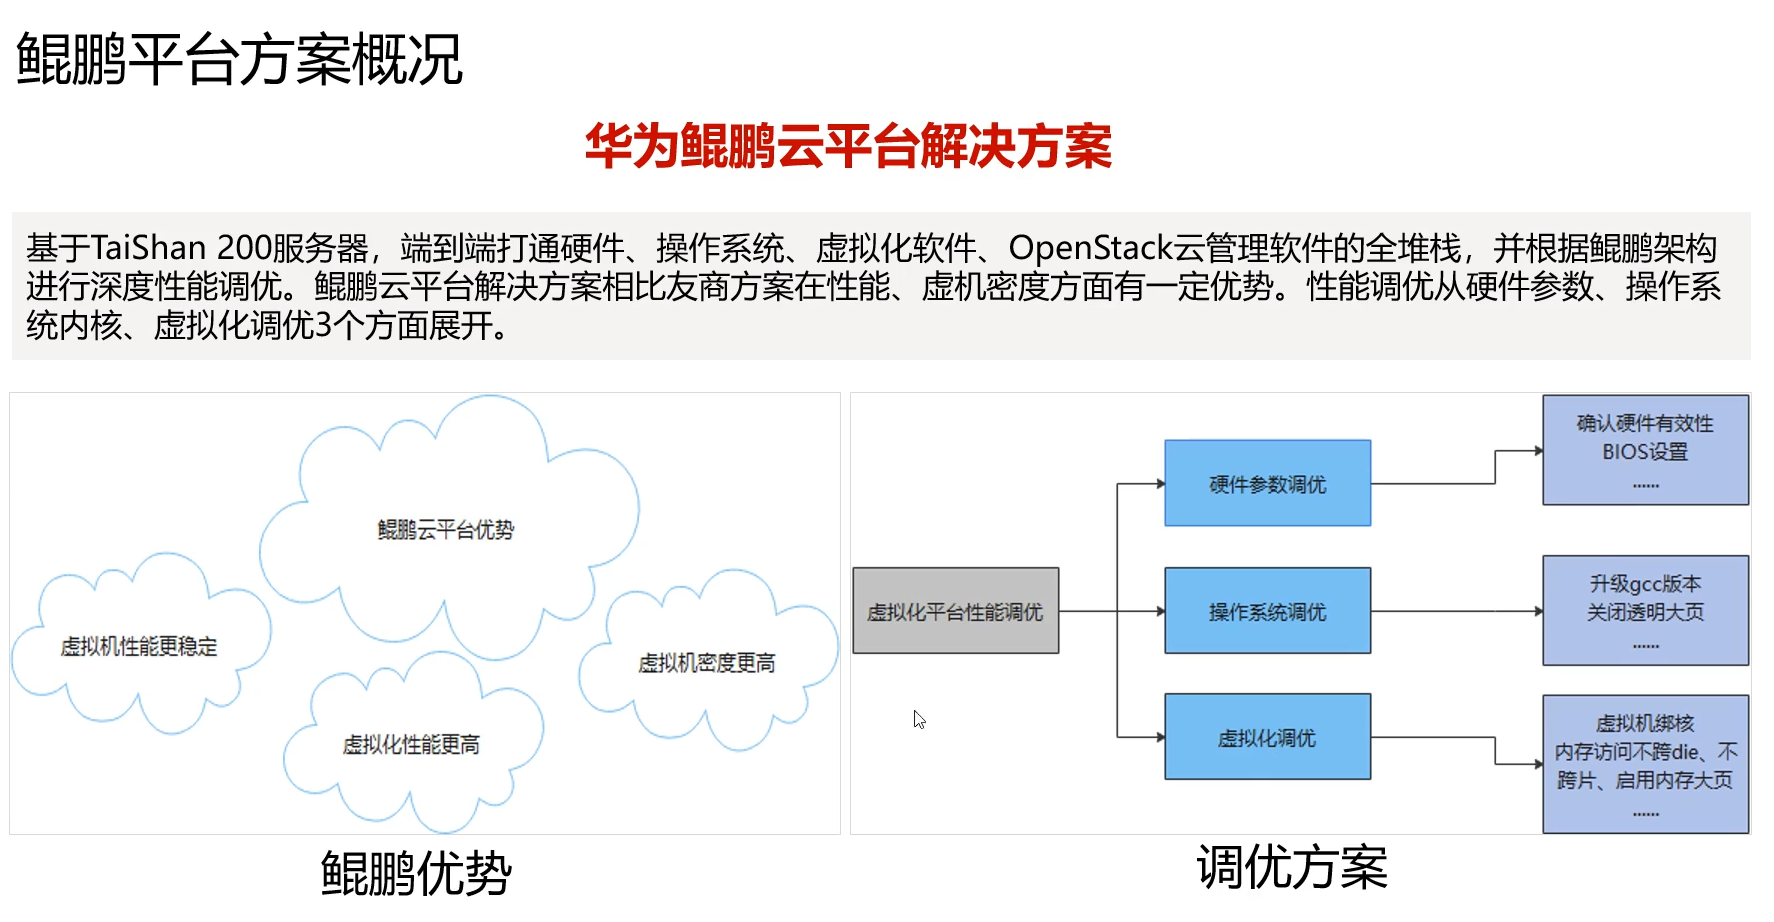 鲲鹏平台方案概况
华为鲲鹏云平台解决方案
基于TaiShan 200服务器，端到端打通硬件、操作系统、虚拟化软件、OpenStack云管理软件的全堆栈，并根据鲲鹏架构
进行深度性能调优。鲲鹏云平台解决方案相比友商方案在性能、虚机密度方面有一定优势。性能调优从硬件参数、操作系
统内核、虚拟化调优3个方面展开。
鲲鹏云平台优势
虚拟机性能更稳定
虚拟机密度更高
虚拟化性能更高
鲲鹏优势
虚拟化平台性能调优
硬件参数调优
确认硬件有效性
BIOS设置
......
操作系统调优
升级gcc版本
关闭透明大页
......
虚拟化调优
虚拟机绑核
内存访问不跨die、不
跨片、启用内存大页
......
调优方案